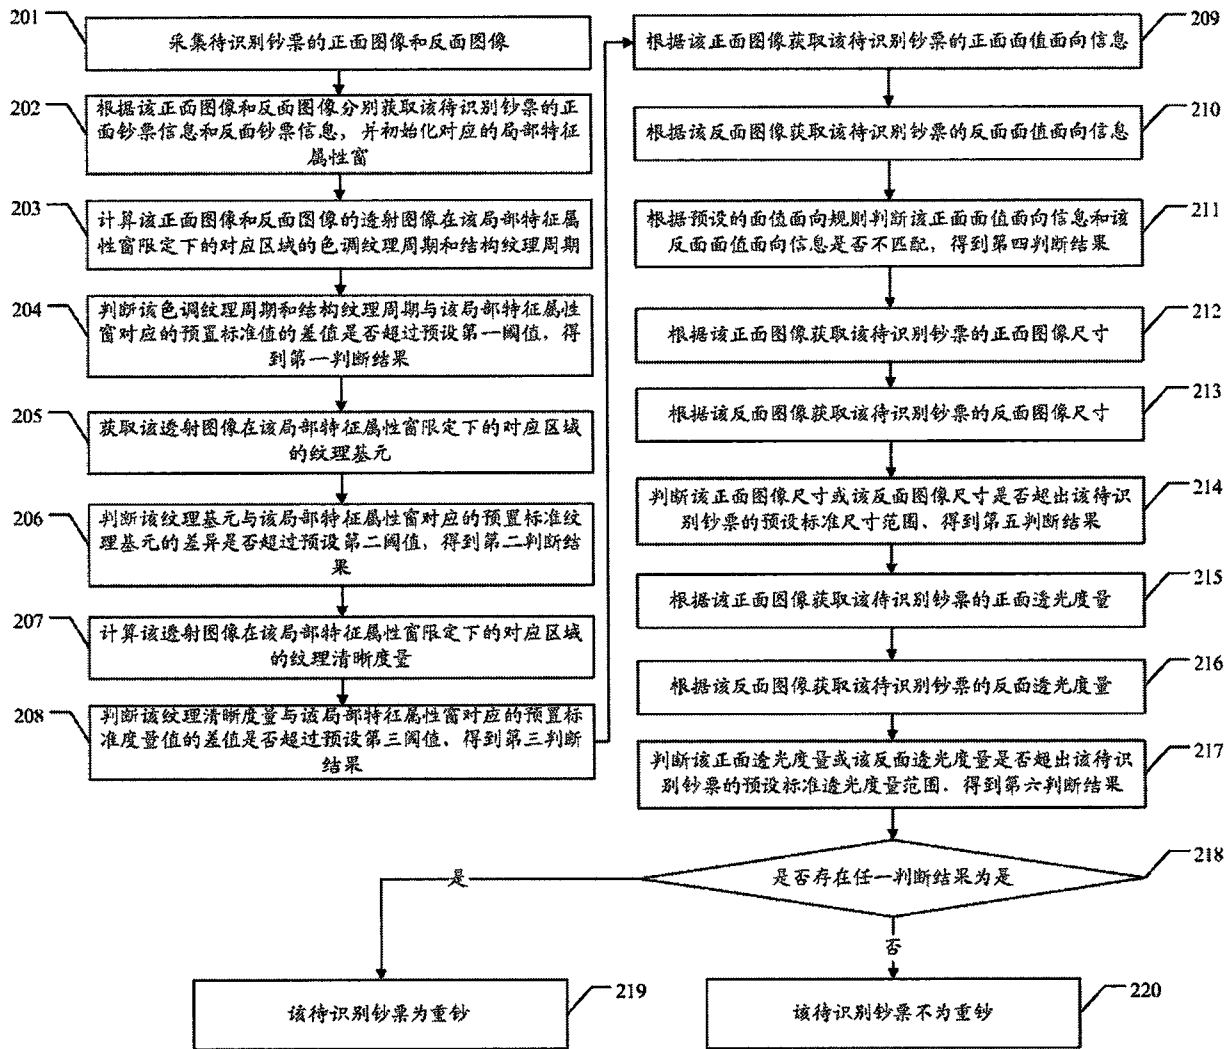 201
采集待识别钞票的正面图像和反面图像
202
根据该正面图像和反面图像分别获取该待识别钞票的正
面钞票信息和反面钞票信息，并初始化对应的局部特征
属性窗
203
计算该正面图像和反面图像的透射图像在该局部特征属
性窗限定下的对应区域的色调纹理周期和结构纹理周期
204
判断该色调纹理周期和结构纹理周期与该局部特征属性
窗对应的预置标准值的差值是否超过预设第一阈值，得
到第一判断结果
205
获取该透射图像在该局部特征属性窗限定下的对应区域
的纹理基元
206
判断该纹理基元与该局部特征属性窗对应的预置标准纹
理基元的差异是否超过预设第二阈值，得到第二判断结
果
207
计算该透射图像在该局部特征属性窗限定下的对应区域
的纹理清晰度量
208
判断该纹理清晰度量与该局部特征属性窗对应的预置标
准度量值的差值是否超过预设第三阈值，得到第三判断
结果
209
根据该正面图像获取该待识别钞票的正面面值面向信息
210
根据该反面图像获取该待识别钞票的反面面值面向信息
211
根据预设的面值面向规则判断该正面面值面向信息和该
反面面值面向信息是否不匹配，得到第四判断结果
212
根据该正面图像获取该待识别钞票的正面图像尺寸
213
根据该反面图像获取该待识别钞票的反面图像尺寸
214
判断该正面图像尺寸或该反面图像尺寸是否超出该待识
别钞票的预设标准尺寸范围，得到第五判断结果
215
根据该正面图像获取该待识别钞票的正面透光度量
216
根据该反面图像获取该待识别钞票的反面透光度量
217
判断该正面透光度量或该反面透光度量是否超出该待识
别钞票的预设标准透光度量范围，得到第六判断结果
218
是否存在任一判断结果为是
是
否
219
该待识别钞票为重钞
220
该待识别钞票不为重钞